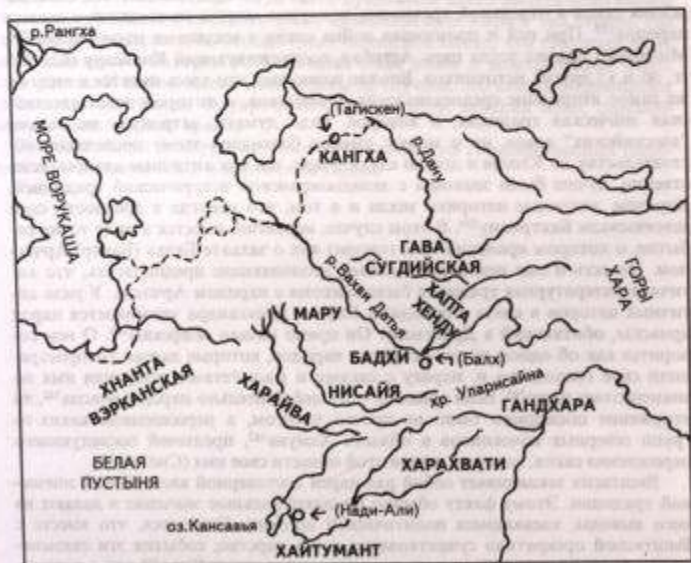 р.Рангха
МОРЕ ВОРУКАША
(Тагискен)
КАНГХА
р.Дану
ГАВА
СУГДИЙСКАЯ
р.Вахви Датья
ХАПТА
ХЕНДУ
ГОРЫ
ХАРА
МАРУ
БАДХИ
(Балх)
ХНАНТА
ВЭРКАНСКАЯ
НИСАЙЯ
хр. Упарисайна
ХАРАЙВА
ГАНДХАРА
БЕЛАЯ
ПУСТЫНЯ
ХАРАХВАТИ
оз.Кансавья
(Нади-Али)
ХАЙТУМАНТ